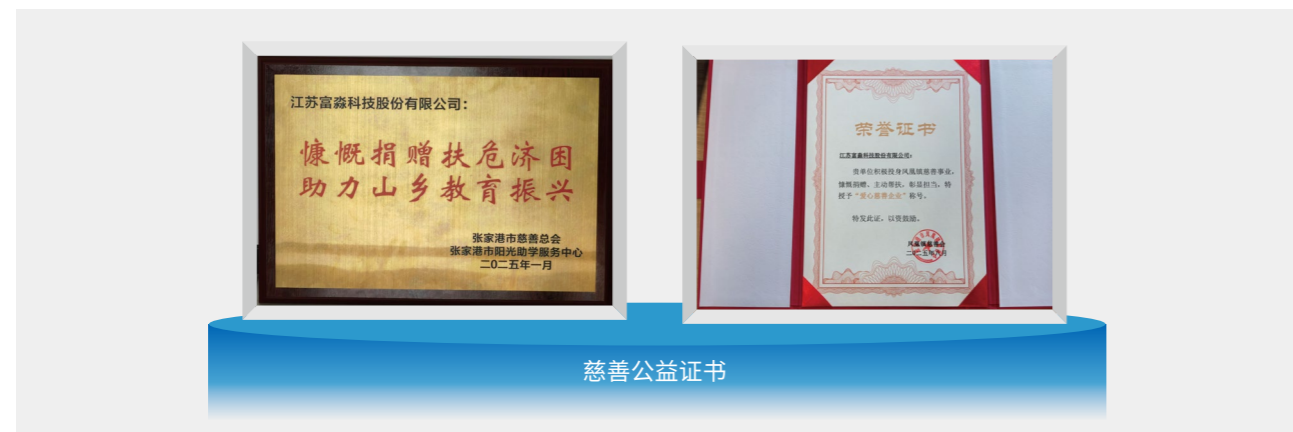 江苏富淼科技股份有限公司：
慷慨捐赠扶危济困
助力山乡教育振兴
张家港市慈善总会
张家港市阳光助学服务中心
二〇二五年一月
荣誉证书
江苏富淼科技股份有限公司：
贵单位积极投身凤凰镇慈善事业，
慷慨捐赠、主动帮扶、彰显担当，特
授予“爱心慈善企业”称号。
特发此证，以资鼓励。
凤凰镇慈善会
慈善公益证书